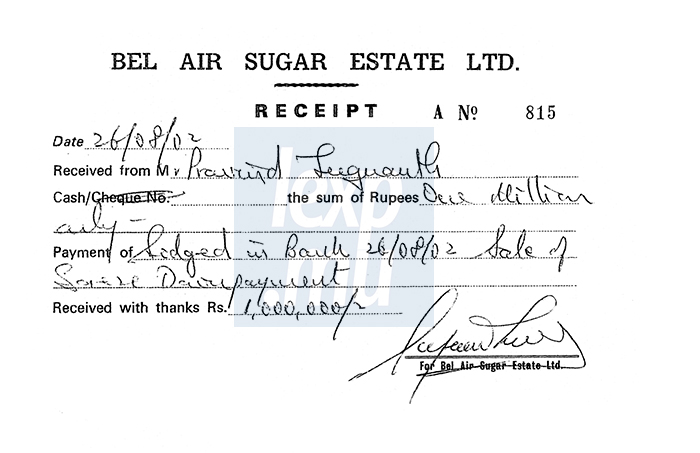 BEL AIR SUGAR ESTATE LTD.
RECEIPT A Nº 815
Date 26/08/02
Received from Mr Pravind Jugnauth
Cash/Cheque No. the sum of Rupees One Million
only -
Payment of Lodged in Bank 26/08/02 Sale of
Downpayment
Received with thanks Rs. 1,000,000/-
For Bel Air Sugar Estate Ltd.
lexp
.mu